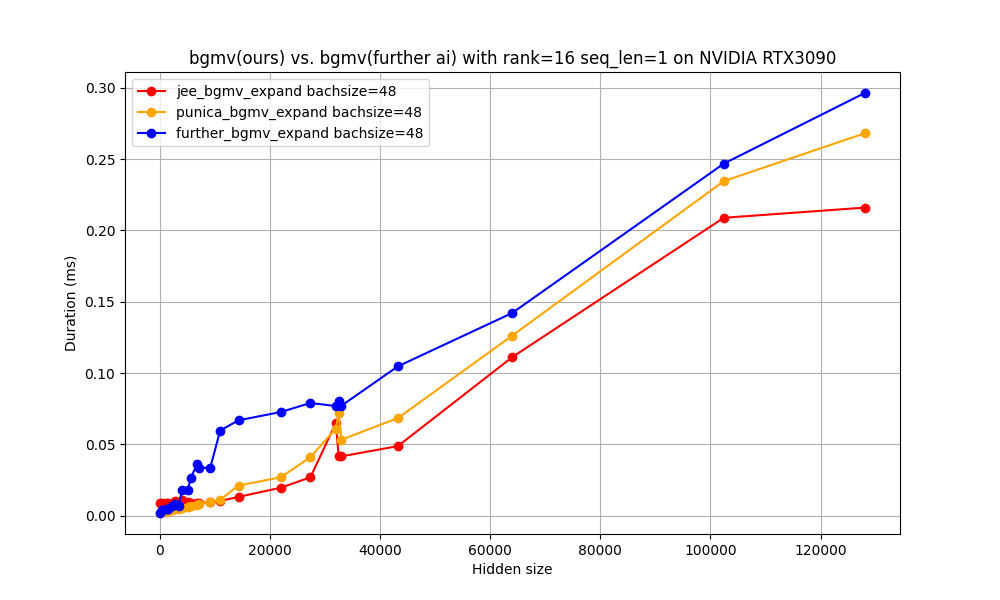 bgmv(ours) vs. bgmv(further ai) with rank=16 seq_len=1 on NVIDIA RTX3090
jee_bgmv_expand bachsize=48
punica_bgmv_expand bachsize=48
further_bgmv_expand bachsize=48
Duration (ms)
0.30
0.25
0.20
0.15
0.10
0.05
0.00
0 20000 40000 60000 80000 100000 120000
Hidden size